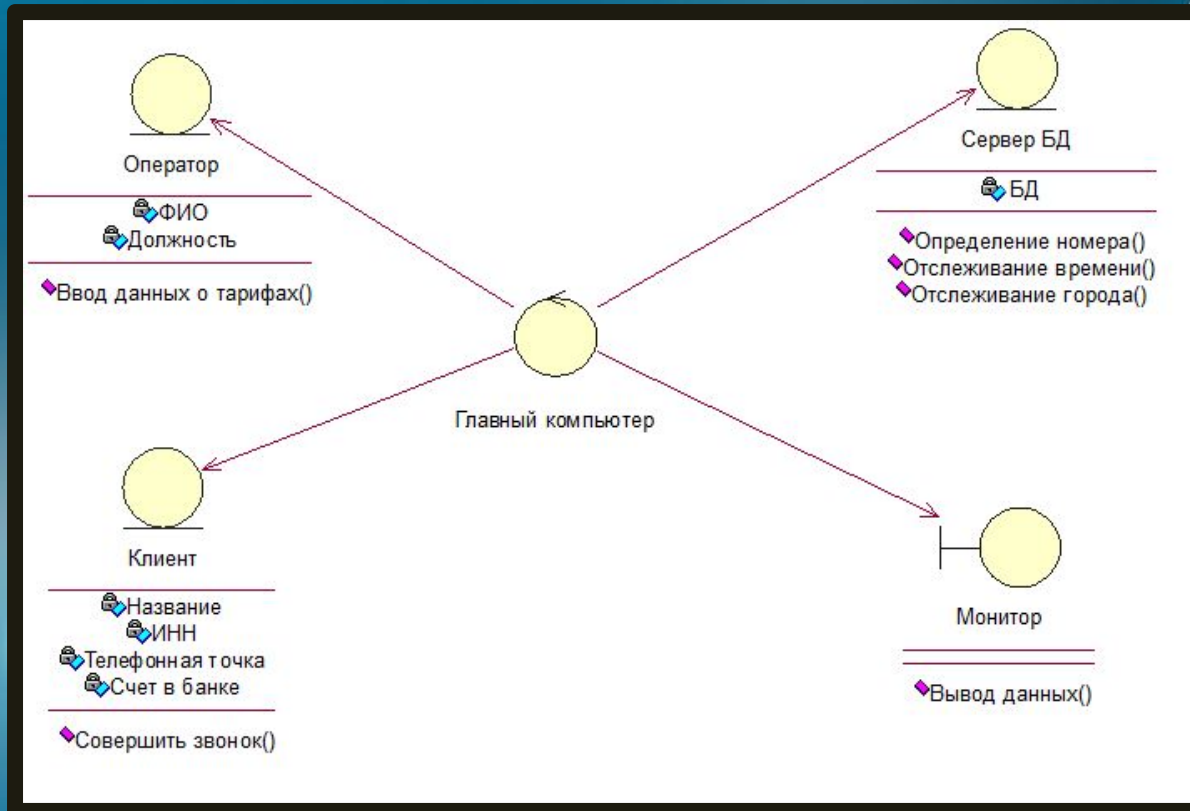 Оператор
ФИО
Должность
Ввод данных о тарифах()
Сервер БД
БД
Определение номера()
Отслеживание времени()
Отслеживание города()
Главный компьютер
Клиент
Название
ИНН
Телефонная точка
Счет в банке
Совершить звонок()
Монитор
Вывод данных()